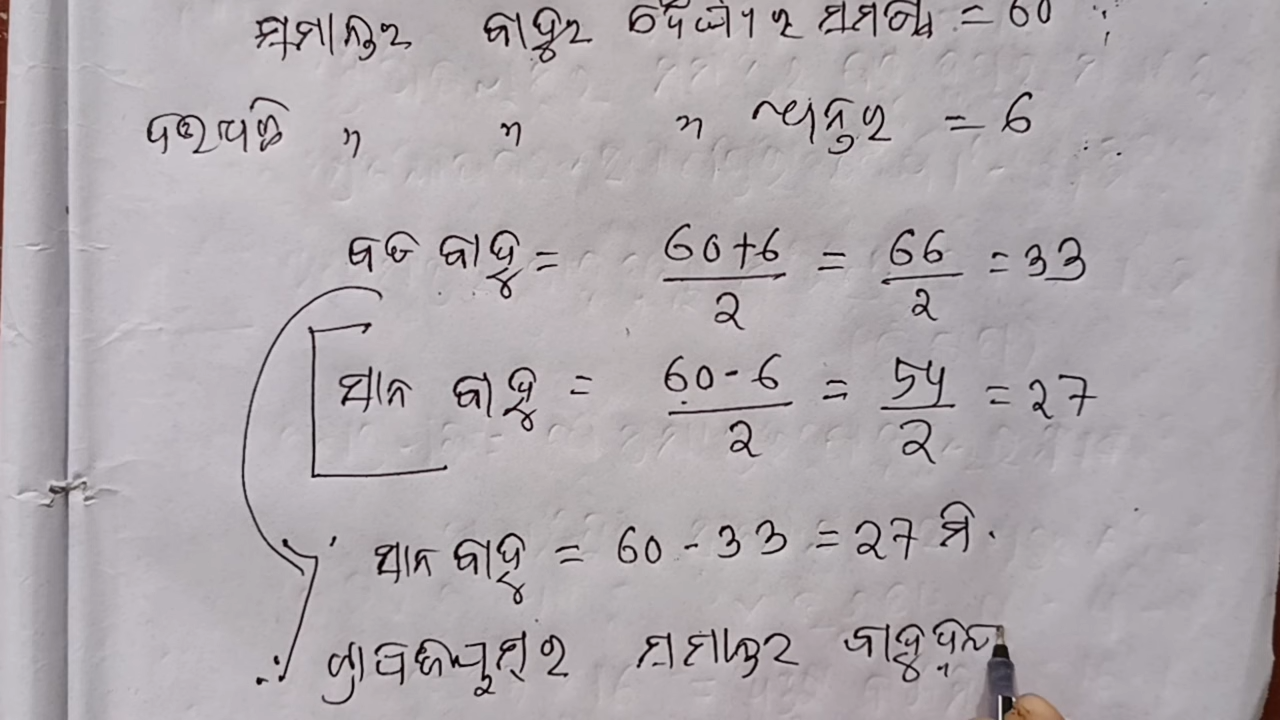 ସମାନ୍ତର ବାହୁର ଦୈର୍ଘ୍ୟର ସମଷ୍ଟି = 60
" " " ଅନ୍ତର = 6
ବଡ ବାହୁ = 60+6 / 2 = 66 / 2 = 33
ସାନ ବାହୁ = 60-6 / 2 = 54 / 2 = 27
ସାନ ବାହୁ = 60 - 33 = 27 ମି.
∴ ଟ୍ରାପିଜିୟମ୍‌ର ସମାନ୍ତର ବାହୁଦ୍ୱୟ